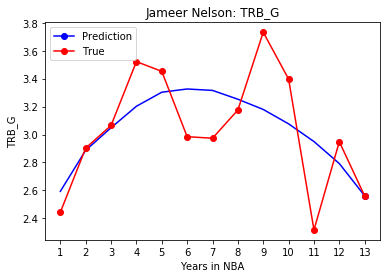 Jameer Nelson: TRB_G
Prediction
True
3.8
3.6
3.4
3.2
3.0
2.8
2.6
2.4
TRB_G
1 2 3 4 5 6 7 8 9 10 11 12 13
Years in NBA